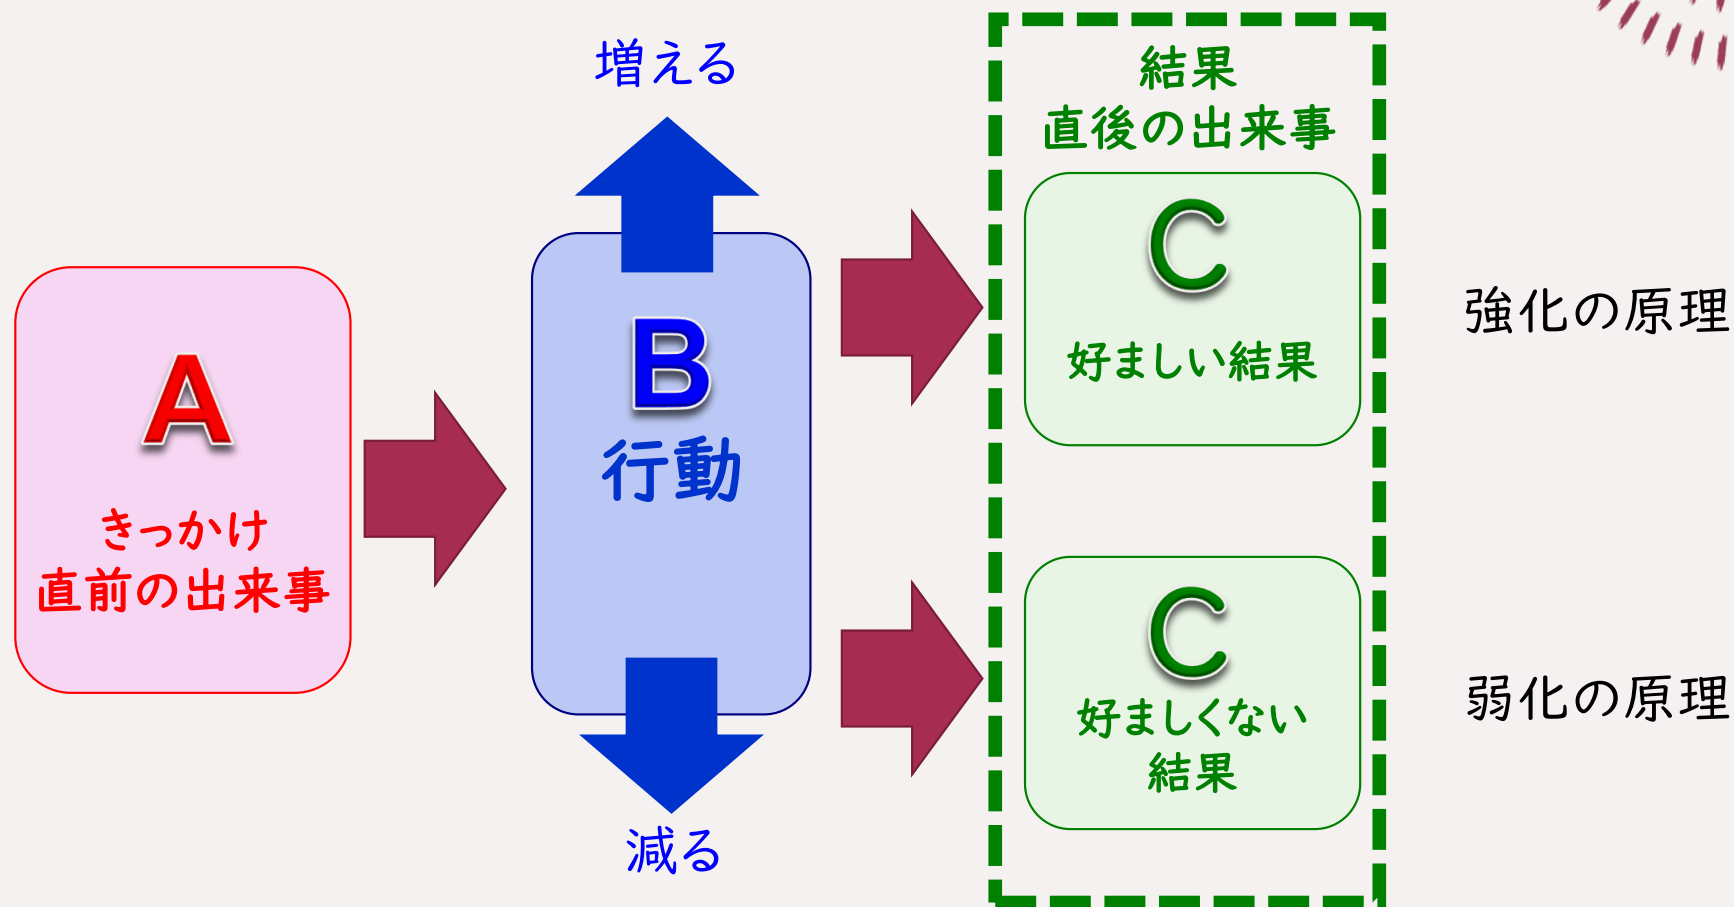 A
きっかけ
直前の出来事
増える
B
行動
減る
結果
直後の出来事
C
好ましい結果
C
好ましくない
結果
強化の原理
弱化の原理